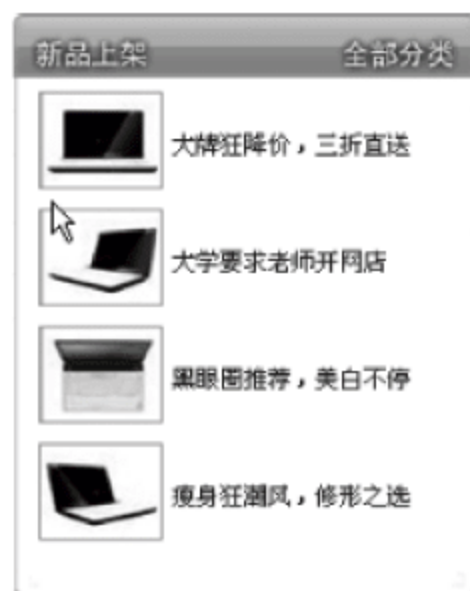 新品上架 全部分类
大牌狂降价，三折直送
大学要求老师开网店
黑眼圈推荐，美白不停
瘦身狂潮风，修形之选